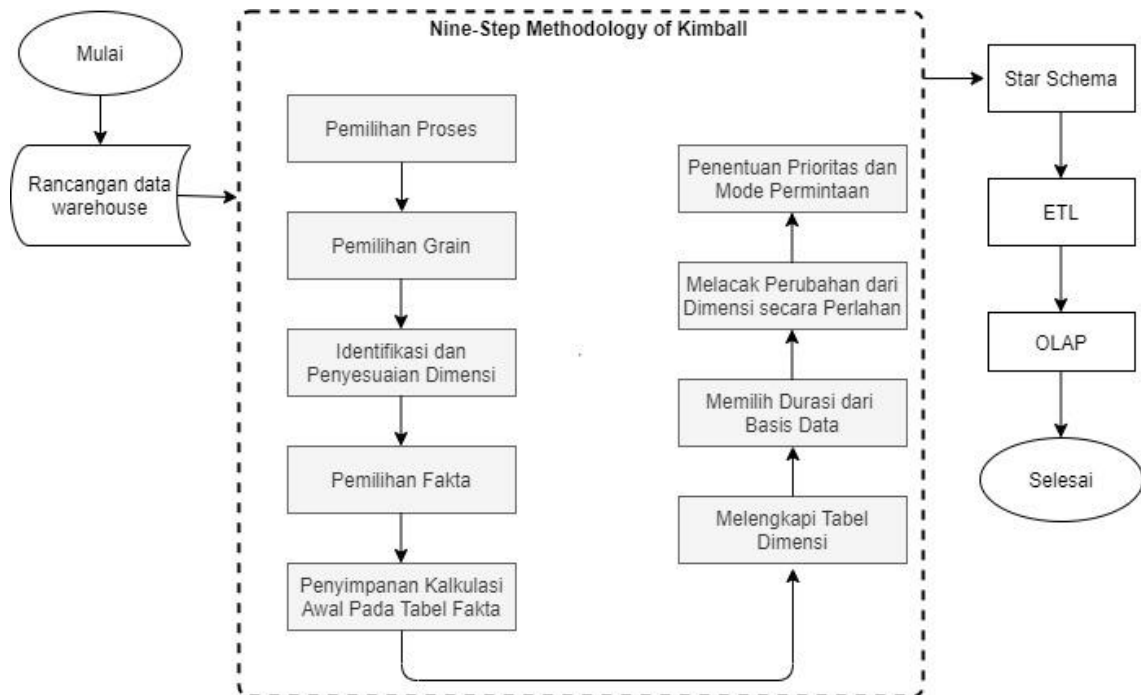 Mulai
Rancangan data
warehouse
Nine-Step Methodology of Kimball
Pemilihan Proses
Pemilihan Grain
Identifikasi dan
Penyesuaian Dimensi
Pemilihan Fakta
Penyimpanan Kalkulasi
Awal Pada Tabel Fakta
Melengkapi Tabel
Dimensi
Memilih Durasi dari
Basis Data
Melacak Perubahan dari
Dimensi secara Perlahan
Penentuan Prioritas dan
Mode Permintaan
Star Schema
ETL
OLAP
Selesai